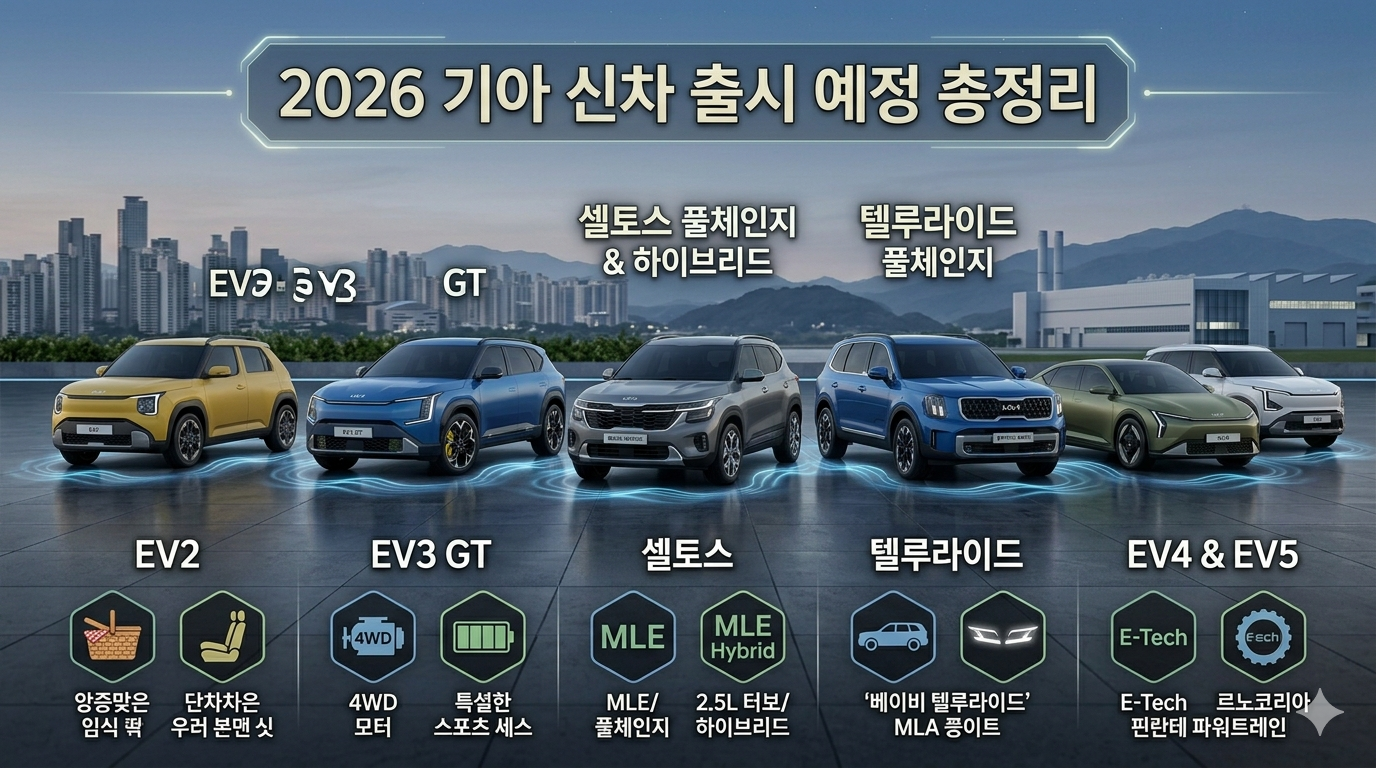 2026 기아 신차 출시 예정 총정리
셀토스 풀체인지
& 하이브리드
텔루라이드
풀체인지
GT
EV2
EV3 GT
셀토스
텔루라이드
EV4 & EV5
4WD
MLE
MLE
Hybrid
E-Tech
앙증맞은
임식
단차차은
우러 본맨 싯
4WD
모터
특셜한
스포츠 세스
MLE/
풀체인지
2.5L 터보/
하이브리드
'베이비 텔루라이드'
MLA 풍이트
E-Tech 르노코리아
핀란테 파워트레인